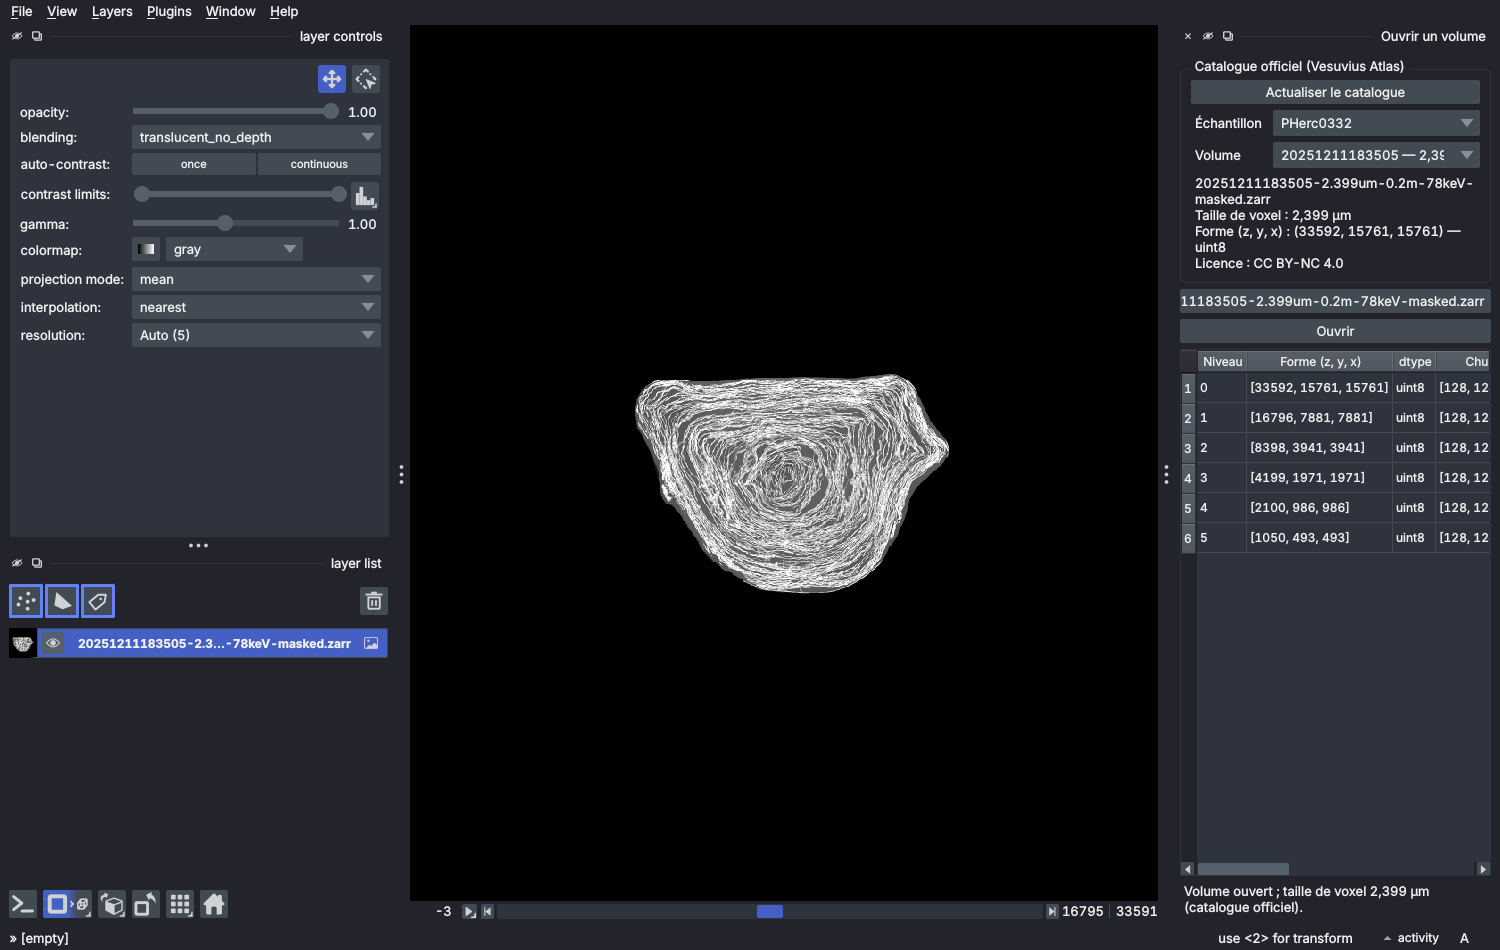 File View Layers Plugins Window Help
layer controls
opacity: 1.00
blending: translucent_no_depth
auto-contrast: once continuous
contrast limits:
gamma: 1.00
colormap: gray
projection mode: mean
interpolation: nearest
resolution: Auto (5)
layer list
20251211183505-2.3...-78keV-masked.zarr
» [empty]
-3 16795 33591
Ouvrir un volume
Catalogue officiel (Vesuvius Atlas)
Actualiser le catalogue
Échantillon PHerc0332
Volume 20251211183505 — 2,39
20251211183505-2.399um-0.2m-78keV-
masked.zarr
Taille de voxel : 2,399 µm
Forme (z, y, x) : (33592, 15761, 15761) —
uint8
Licence : CC BY-NC 4.0
11183505-2.399um-0.2m-78keV-masked.zarr
Ouvrir
Niveau Forme (z, y, x) dtype Chu
1 0 [33592, 15761, 15761] uint8 [128, 12
2 1 [16796, 7881, 7881] uint8 [128, 12
3 2 [8398, 3941, 3941] uint8 [128, 12
4 3 [4199, 1971, 1971] uint8 [128, 12
5 4 [2100, 986, 986] uint8 [128, 12
6 5 [1050, 493, 493] uint8 [128, 12
Volume ouvert ; taille de voxel 2,399 µm
(catalogue officiel).
use <2> for transform activity A